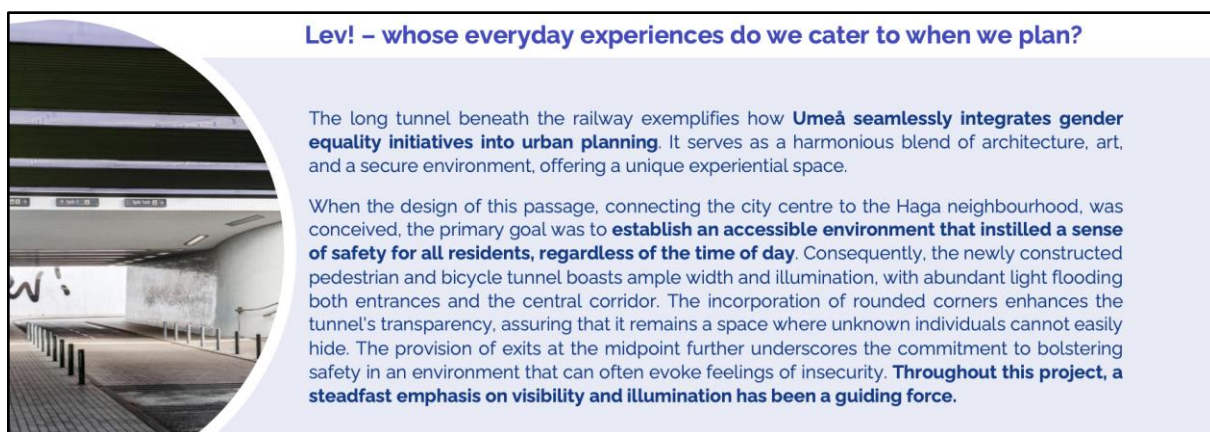 Lev! – whose everyday experiences do we cater to when we plan?
The long tunnel beneath the railway exemplifies how Umeå seamlessly integrates gender
equality initiatives into urban planning. It serves as a harmonious blend of architecture, art,
and a secure environment, offering a unique experiential space.
When the design of this passage, connecting the city centre to the Haga neighbourhood, was
conceived, the primary goal was to establish an accessible environment that instilled a sense
of safety for all residents, regardless of the time of day. Consequently, the newly constructed
pedestrian and bicycle tunnel boasts ample width and illumination, with abundant light flooding
both entrances and the central corridor. The incorporation of rounded corners enhances the
tunnel's transparency, assuring that it remains a space where unknown individuals cannot easily
hide. The provision of exits at the midpoint further underscores the commitment to bolstering
safety in an environment that can often evoke feelings of insecurity. Throughout this project, a
steadfast emphasis on visibility and illumination has been a guiding force.